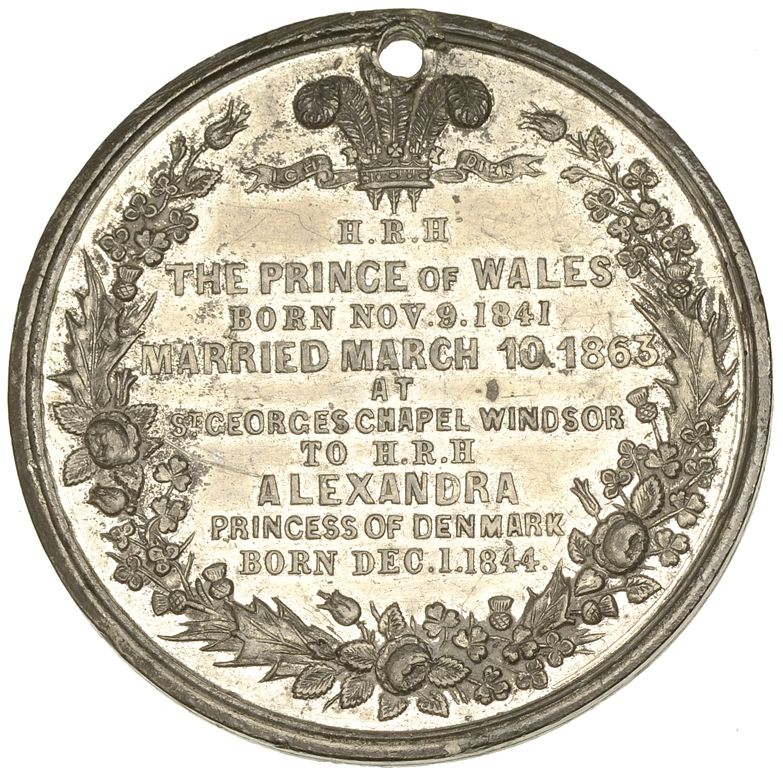 ICH DIEN
H.R.H
THE PRINCE OF WALES
BORN NOV.9.1841
MARRIED MARCH 10.1863
AT
ST GEORGES CHAPEL WINDSOR
TO H.R.H
ALEXANDRA
PRINCESS OF DENMARK
BORN DEC.1.1844.